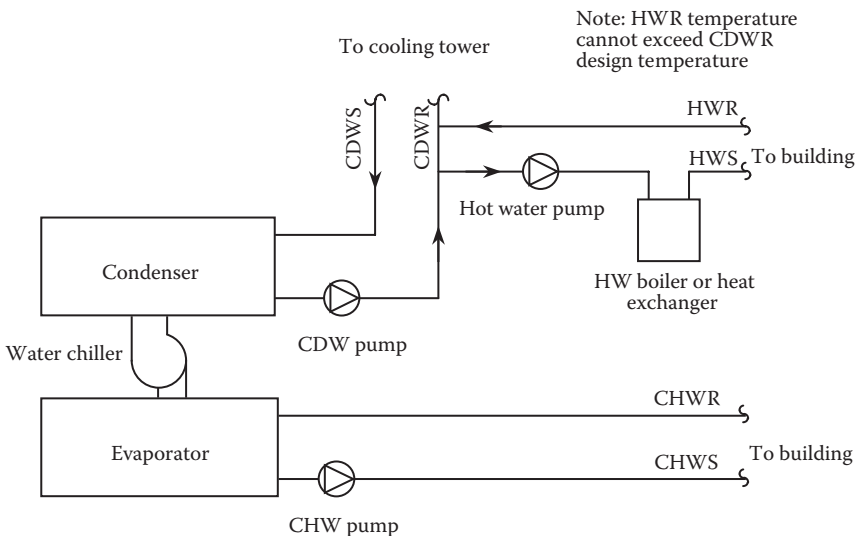 Note: HWR temperature
cannot exceed CDWR
design temperature
To cooling tower
CDWS
CDWR
HWR
HWS
To building
Hot water pump
Condenser
HW boiler or heat
exchanger
CDW pump
Water chiller
CHWR
Evaporator
To building
CHWS
CHW pump